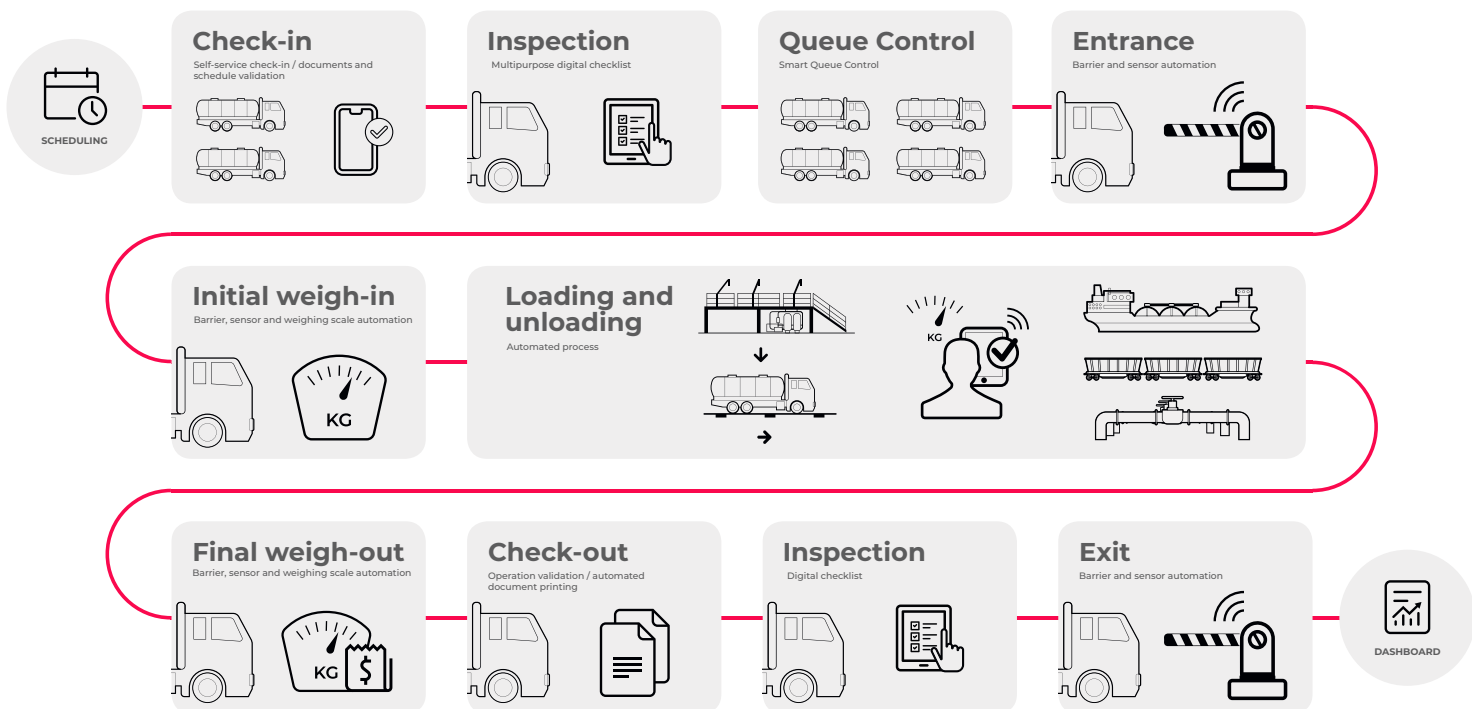 SCHEDULING
Check-in
Self-service check-in / documents and
schedule validation
Inspection
Multipurpose digital checklist
Queue Control
Smart Queue Control
Entrance
Barrier and sensor automation
Initial weigh-in
Barrier, sensor and weighing scale automation
KG
Loading and
unloading
Automated process
KG
Final weigh-out
Barrier, sensor and weighing scale automation
KG
$
Check-out
Operation validation / automated
document printing
Inspection
Digital checklist
Exit
Barrier and sensor automation
DASHBOARD